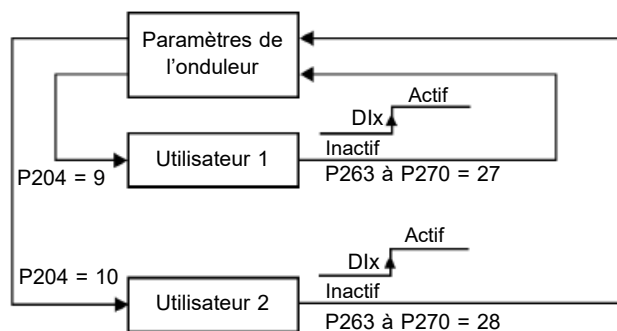 Paramètres de
l'onduleur
Actif
DIx
Utilisateur 1
Inactif
P204 = 9
P263 à P270 = 27
Actif
DIx
P204 = 10
Utilisateur 2
Inactif
P263 à P270 = 28